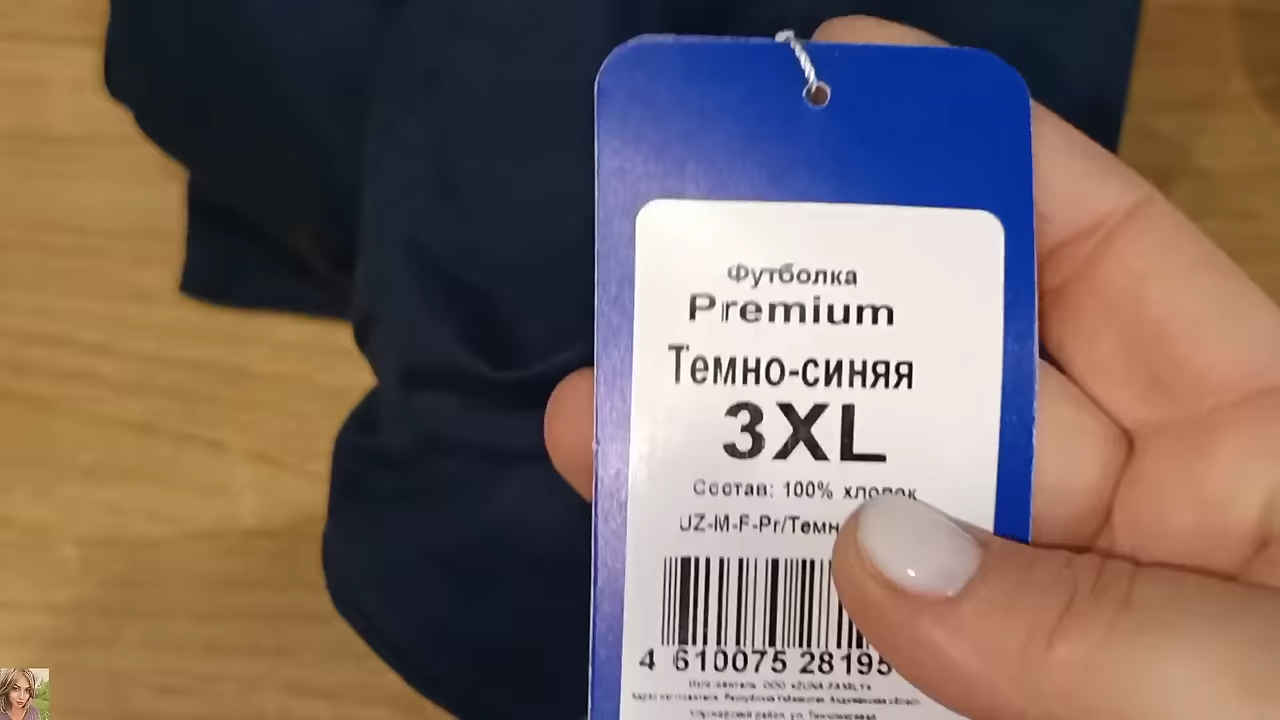 Футболка
Premium
Темно-синяя
3XL
Состав: 100% хлопок
UZ-M-F-Pr/Темн
4 610075 28195